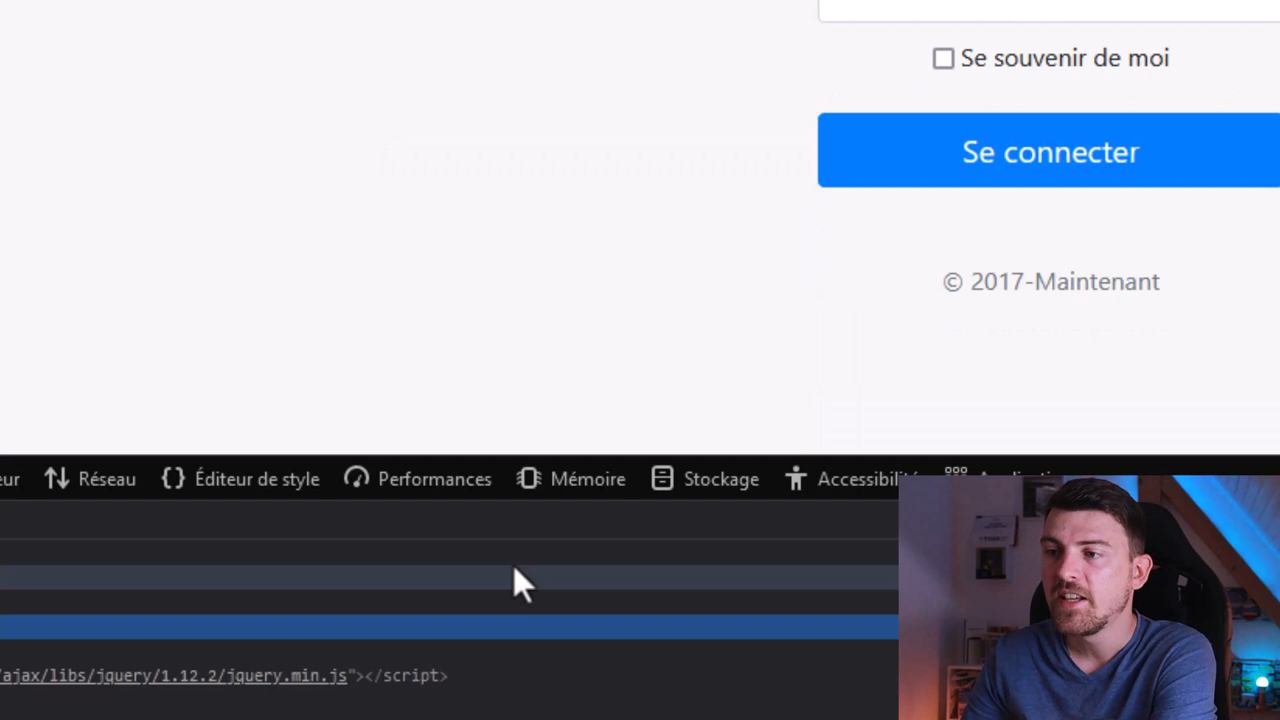 Se souvenir de moi
Se connecter
© 2017-Maintenant
eur Réseau Éditeur de style Performances Mémoire Stockage
/ajax/libs/jquery/1.12.2/jquery.min.js"></script>